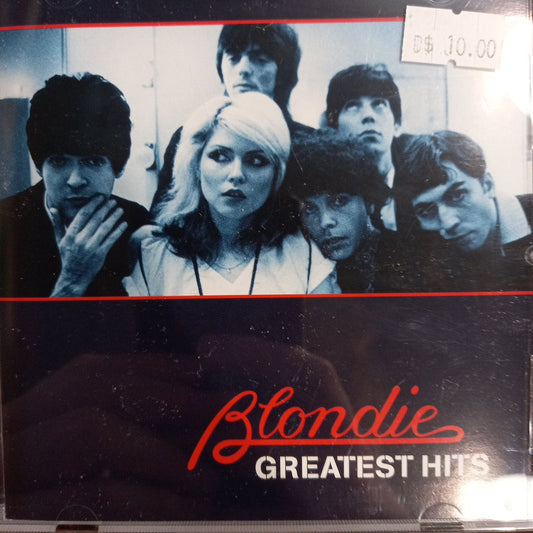 B$ 10.00
Blondie
GREATEST HITS